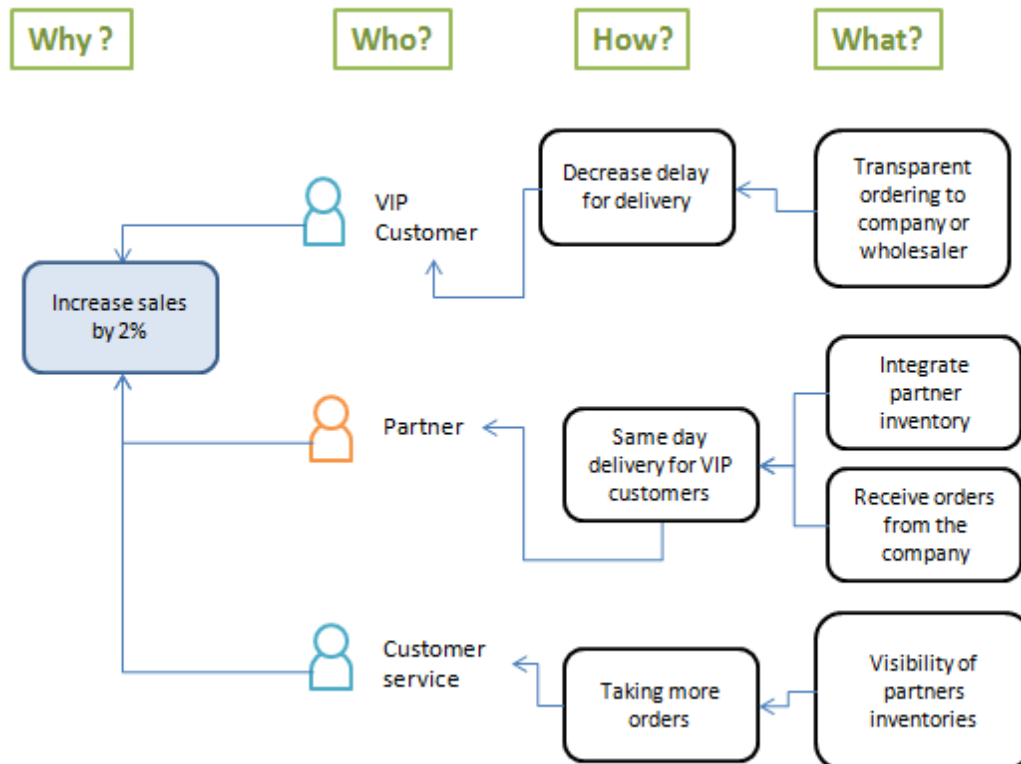 Why ?
Who?
How?
What?
VIP
Customer
Decrease delay
for delivery
Transparent
ordering to
company or
wholesaler
Increase sales
by 2%
Partner
Same day
delivery for VIP
customers
Integrate
partner
inventory
Receive orders
from the
company
Customer
service
Taking more
orders
Visibility of
partners
inventories